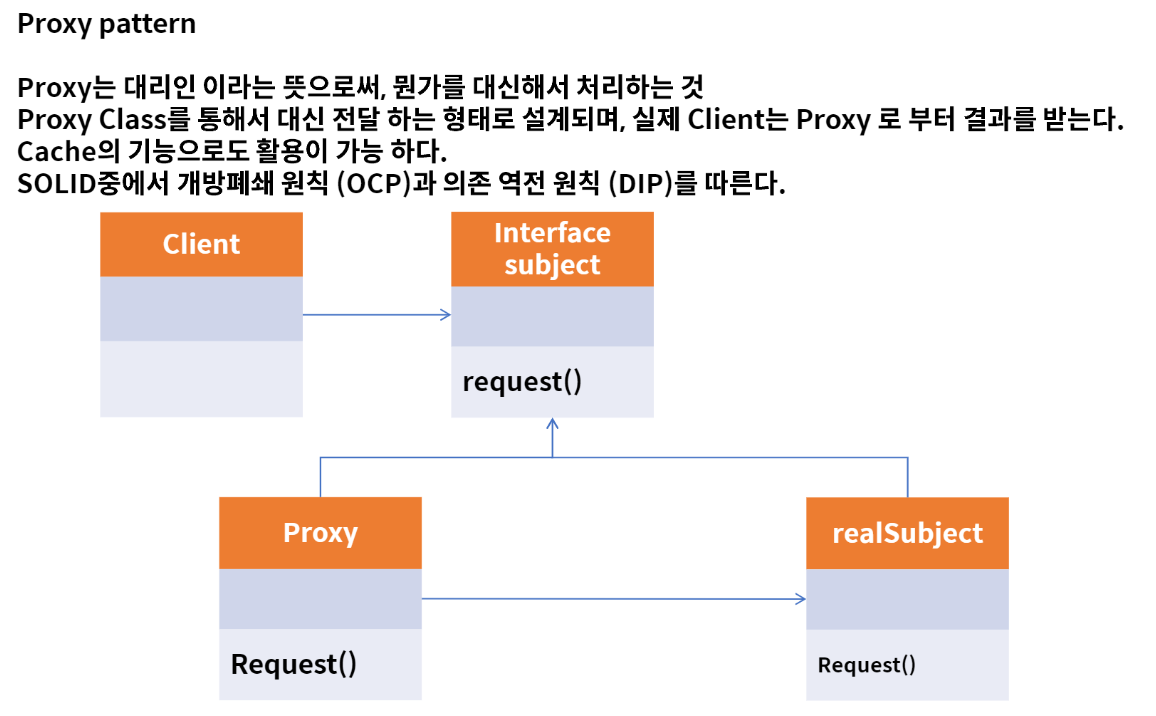 Proxy pattern
Proxy는 대리인 이라는 뜻으로써, 뭔가를 대신해서 처리하는 것
Proxy Class를 통해서 대신 전달 하는 형태로 설계되며, 실제 Client는 Proxy 로 부터 결과를 받는다.
Cache의 기능으로도 활용이 가능 하다.
SOLID중에서 개방폐쇄 원칙 (OCP)과 의존 역전 원칙 (DIP)를 따른다.
Client
Interface
subject
request()
Proxy
realSubject
Request()
Request()